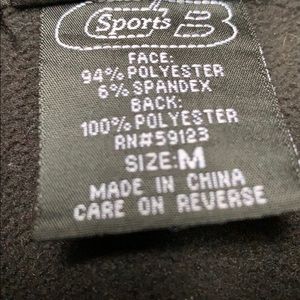 Sports B
FACE:
94% POLYESTER
6% SPANDEX
BACK:
100% POLYESTER
RN#59123
SIZE: M
MADE IN CHINA
CARE ON REVERSE